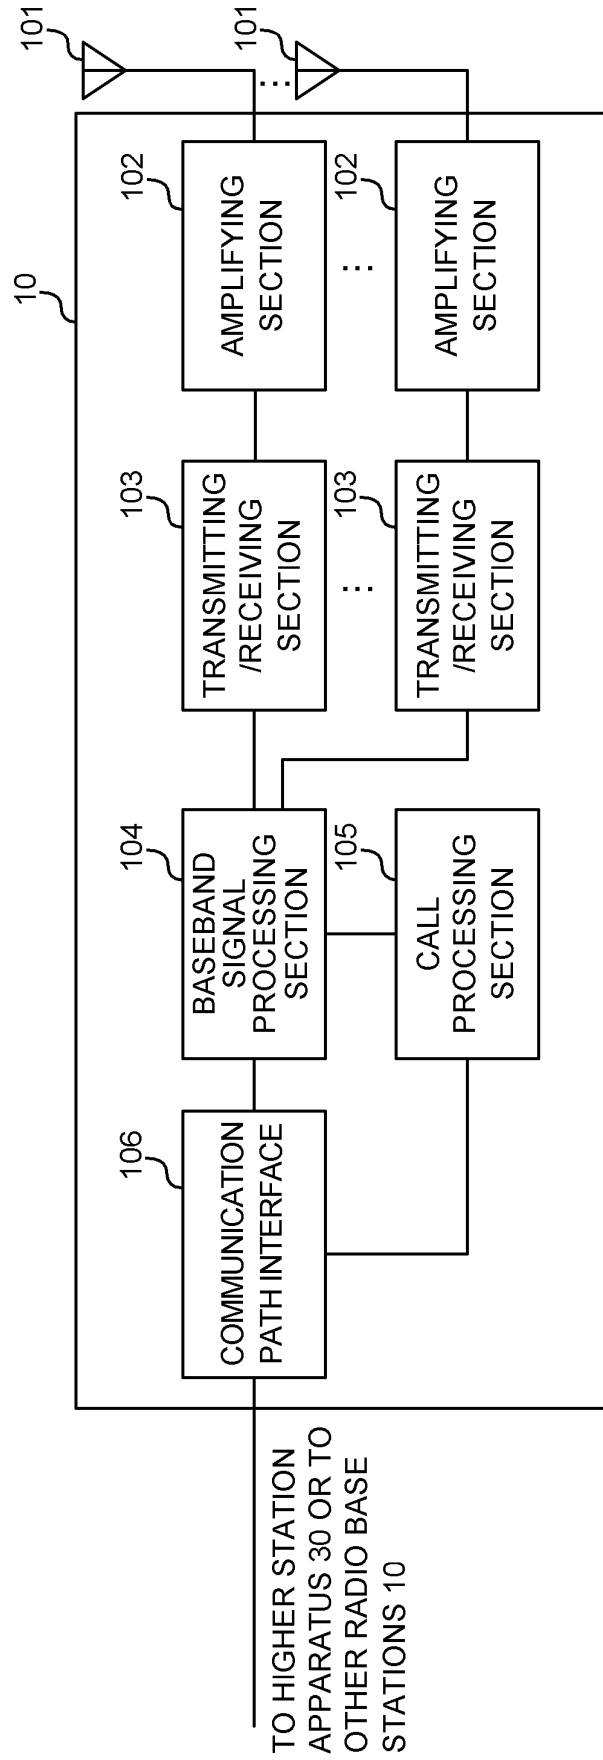 10
101
101
102
AMPLIFYING
SECTION
102
AMPLIFYING
SECTION
...
...
...
103
TRANSMITTING
/RECEIVING
SECTION
103
TRANSMITTING
/RECEIVING
SECTION
104
BASEBAND
SIGNAL
PROCESSING
SECTION
105
CALL
PROCESSING
SECTION
106
COMMUNICATION
PATH INTERFACE
TO HIGHER STATION
APPARATUS 30 OR TO
OTHER RADIO BASE
STATIONS 10